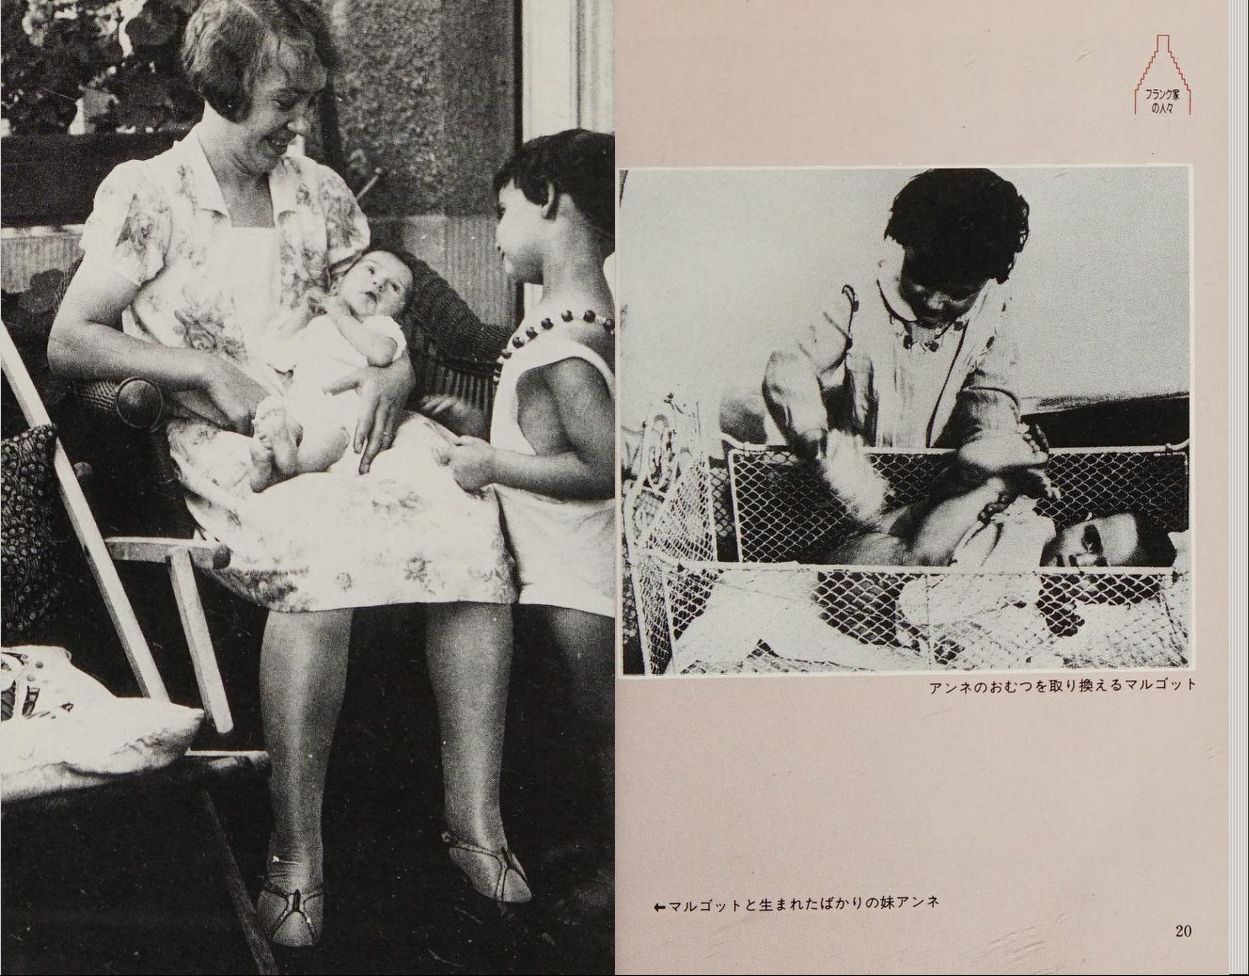 フランク家
の人々
アンネのおむつを取り換えるマルゴット
←マルゴットと生まれたばかりの妹アンネ
20